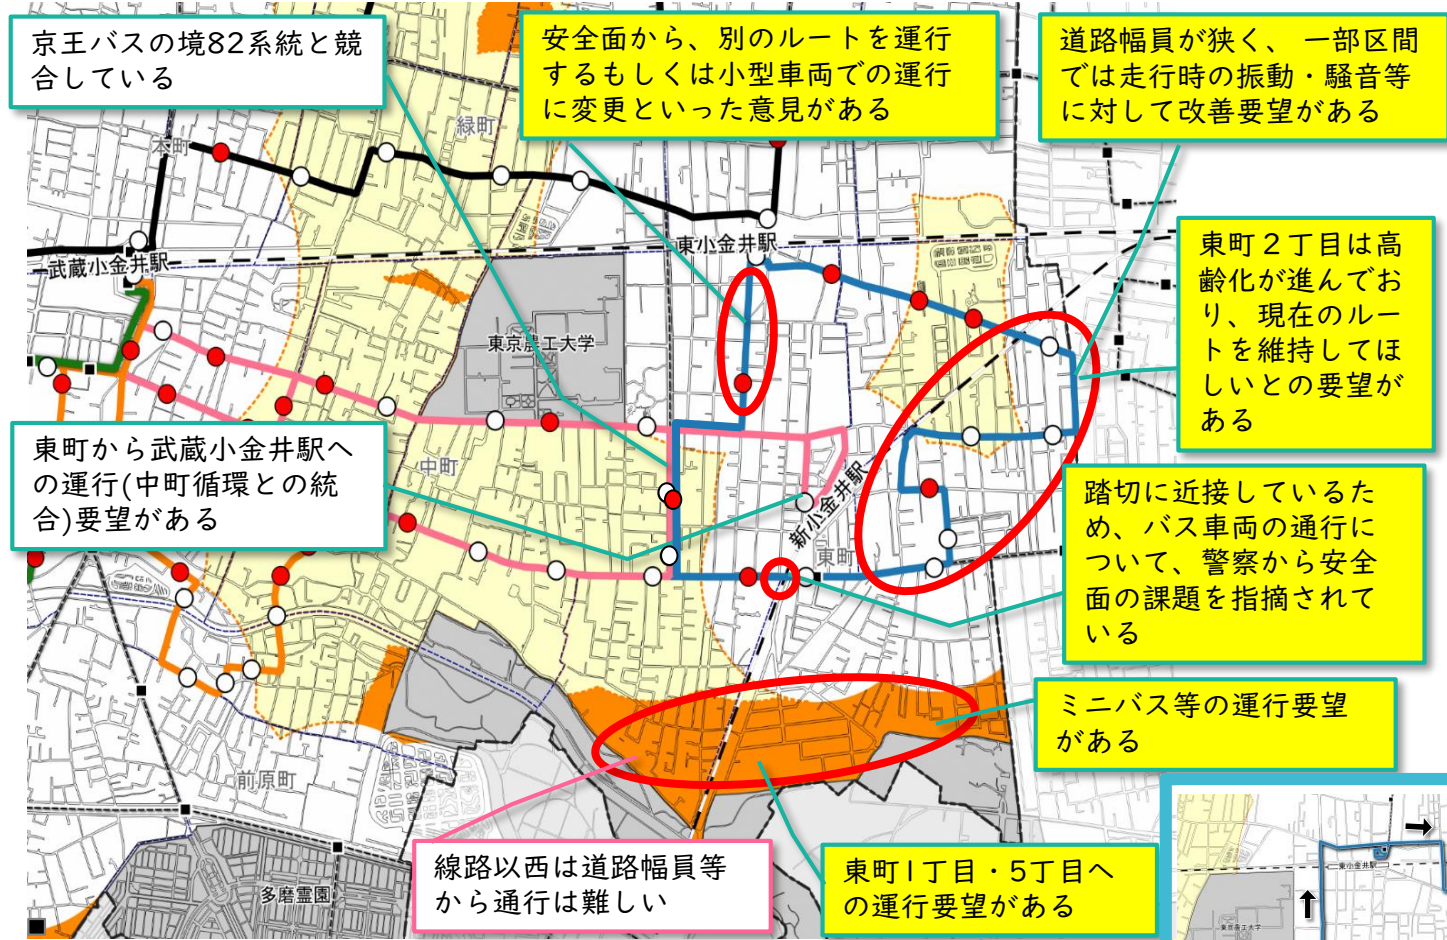 京王バスの境82系統と競
合している
安全面から、別のルートを運行
するもしくは小型車両での運行
に変更といった意見がある
道路幅員が狭く、 一部区間
では走行時の振動・騒音等
に対して改善要望がある
東町２丁目は高
齢化が進んでお
り、現在のルー
トを維持してほ
しいとの要望が
ある
東町から武蔵小金井駅へ
の運行(中町循環との統
合)要望がある
踏切に近接しているた
め、バス車両の通行に
ついて、警察から安全
面の課題を指摘されて
いる
ミニバス等の運行要望
がある
線路以西は道路幅員等
から通行は難しい
東町1丁目・5丁目へ
の運行要望がある
本町
緑町
武蔵小金井駅
東小金井駅
東京農工大学
中町
新小金井駅
東町
前原町
多磨霊園
東小金井駅
東京農工大学